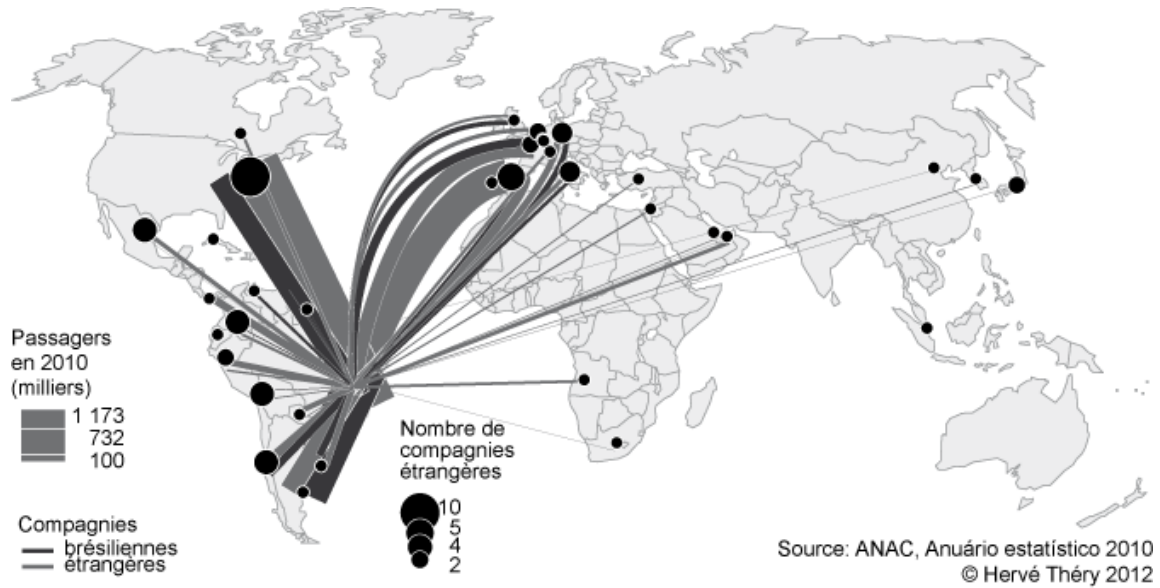 Passagers
en 2010
(milliers)
1 173
732
100
Compagnies
brésiliennes
étrangères
Nombre de
compagnies
étrangères
10
5
4
2
Source: ANAC, Anuário estatístico 2010
© Hervé Théry 2012